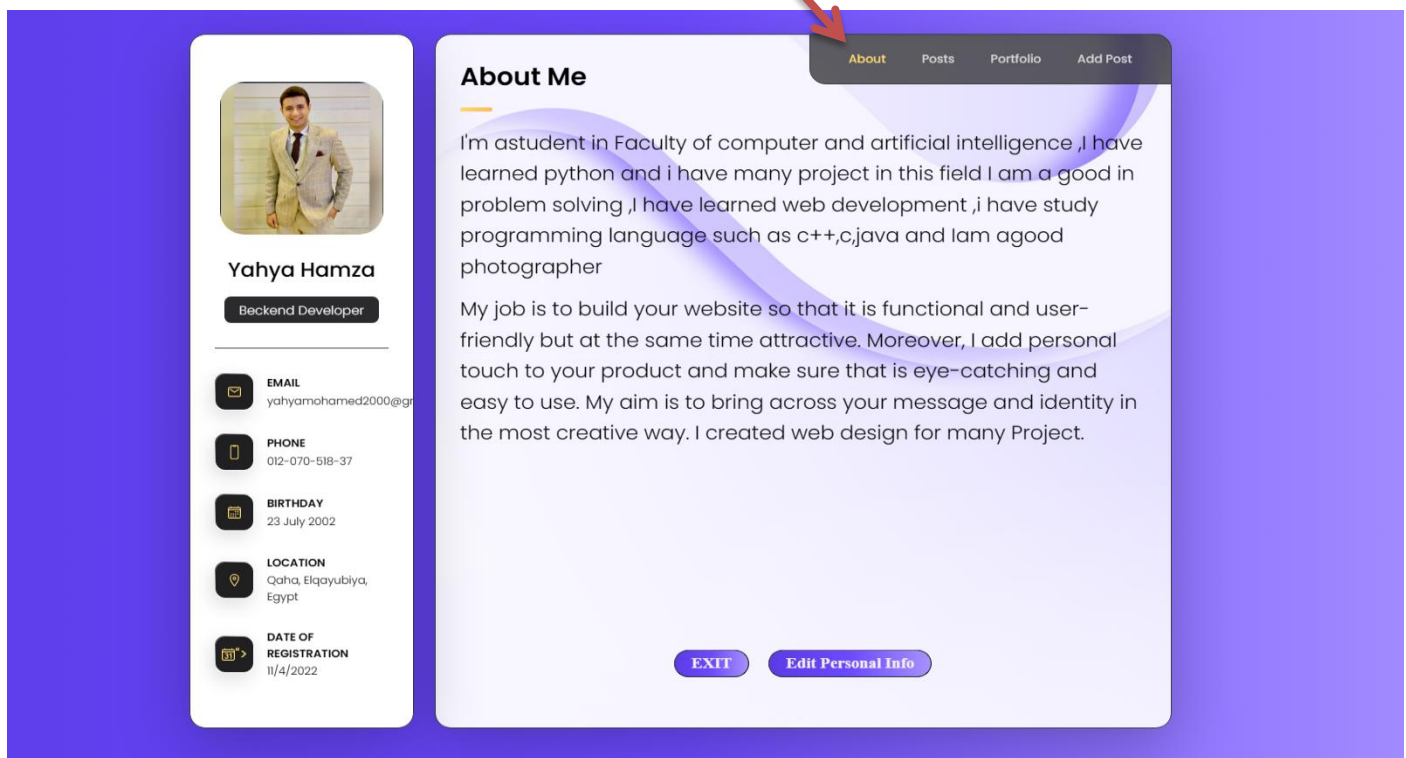 About Posts Portfolio Add Post
About Me
I'm astudent in Faculty of computer and artificial intelligence ,I have
learned python and i have many project in this field I am a good in
problem solving ,I have learned web development ,i have study
programming language such as c++,c,java and Iam agood
photographer
My job is to build your website so that it is functional and user-
friendly but at the same time attractive. Moreover, I add personal
touch to your product and make sure that is eye-catching and
easy to use. My aim is to bring across your message and identity in
the most creative way. I created web design for many Project.
EXIT Edit Personal Info
Yahya Hamza
Beckend Developer
EMAIL
yahyamohamed2000@gr
PHONE
012-070-518-37
BIRTHDAY
23 July 2002
LOCATION
Qaha, Elqayubiya,
Egypt
DATE OF
REGISTRATION
11/4/2022